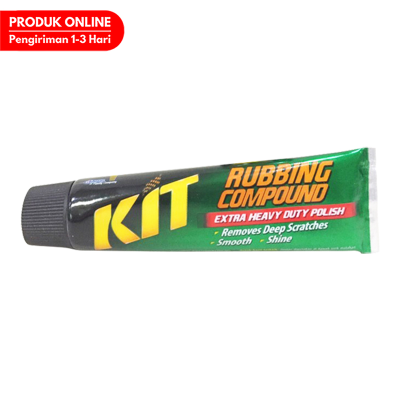 PRODUK ONLINE
Pengiriman 1-3 Hari
KIT
RUBBING
COMPOUND
EXTRA HEAVY DUTY POLISH
• Removes Deep Scratches
• Smooth • Shine